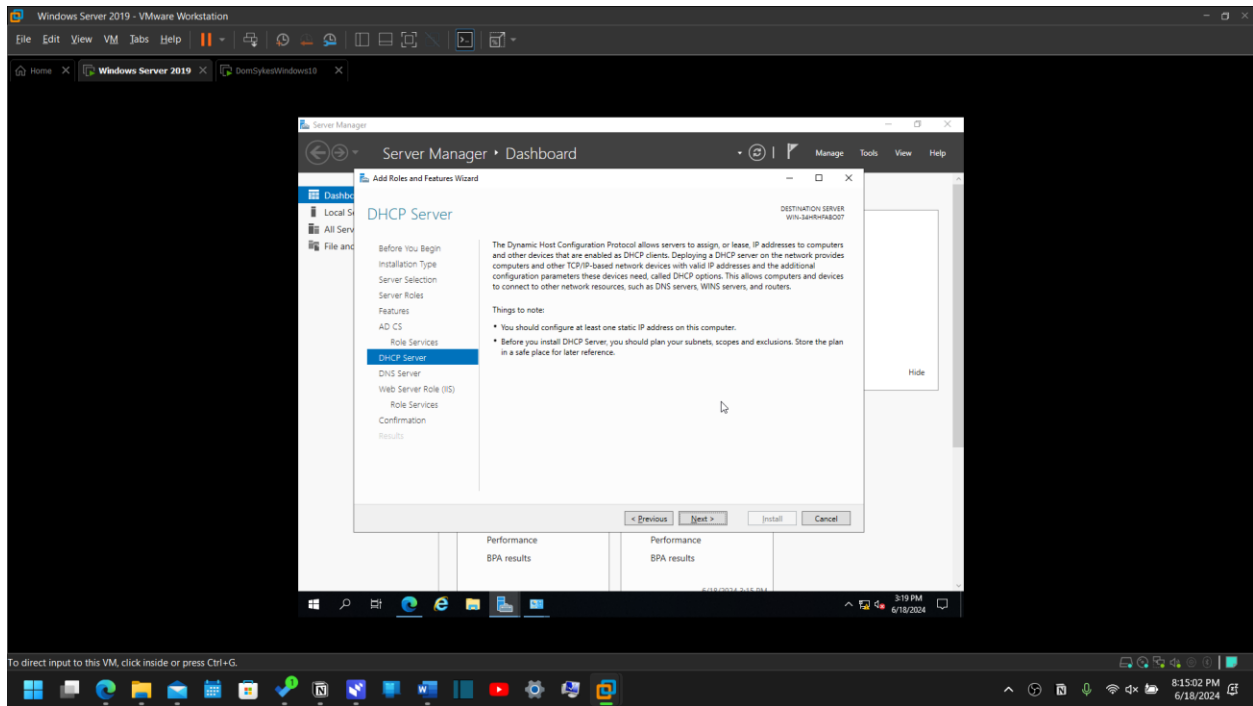 Windows Server 2019 - VMware Workstation
File Edit View VM Tabs Help
Home Windows Server 2019 DomSykesWindows10
Server Manager
Server Manager • Dashboard Manage Tools View Help
Add Roles and Features Wizard
DHCP Server
DESTINATION SERVER
WIN-34HRHFABO07
Dashbo
Local Se
All Serv
File and
Before You Begin
Installation Type
Server Selection
Server Roles
Features
AD CS
Role Services
DHCP Server
DNS Server
Web Server Role (IIS)
Role Services
Confirmation
Results
The Dynamic Host Configuration Protocol allows servers to assign, or lease, IP addresses to computers
and other devices that are enabled as DHCP clients. Deploying a DHCP server on the network provides
computers and other TCP/IP-based network devices with valid IP addresses and the additional
configuration parameters these devices need, called DHCP options. This allows computers and devices
to connect to other network resources, such as DNS servers, WINS servers, and routers.
Things to note:
• You should configure at least one static IP address on this computer.
• Before you install DHCP Server, you should plan your subnets, scopes and exclusions. Store the plan
in a safe place for later reference.
Hide
< Previous Next > Install Cancel
Performance Performance
BPA results BPA results
3:19 PM
6/18/2024
To direct input to this VM, click inside or press Ctrl+G.
8:15:02 PM
6/18/2024